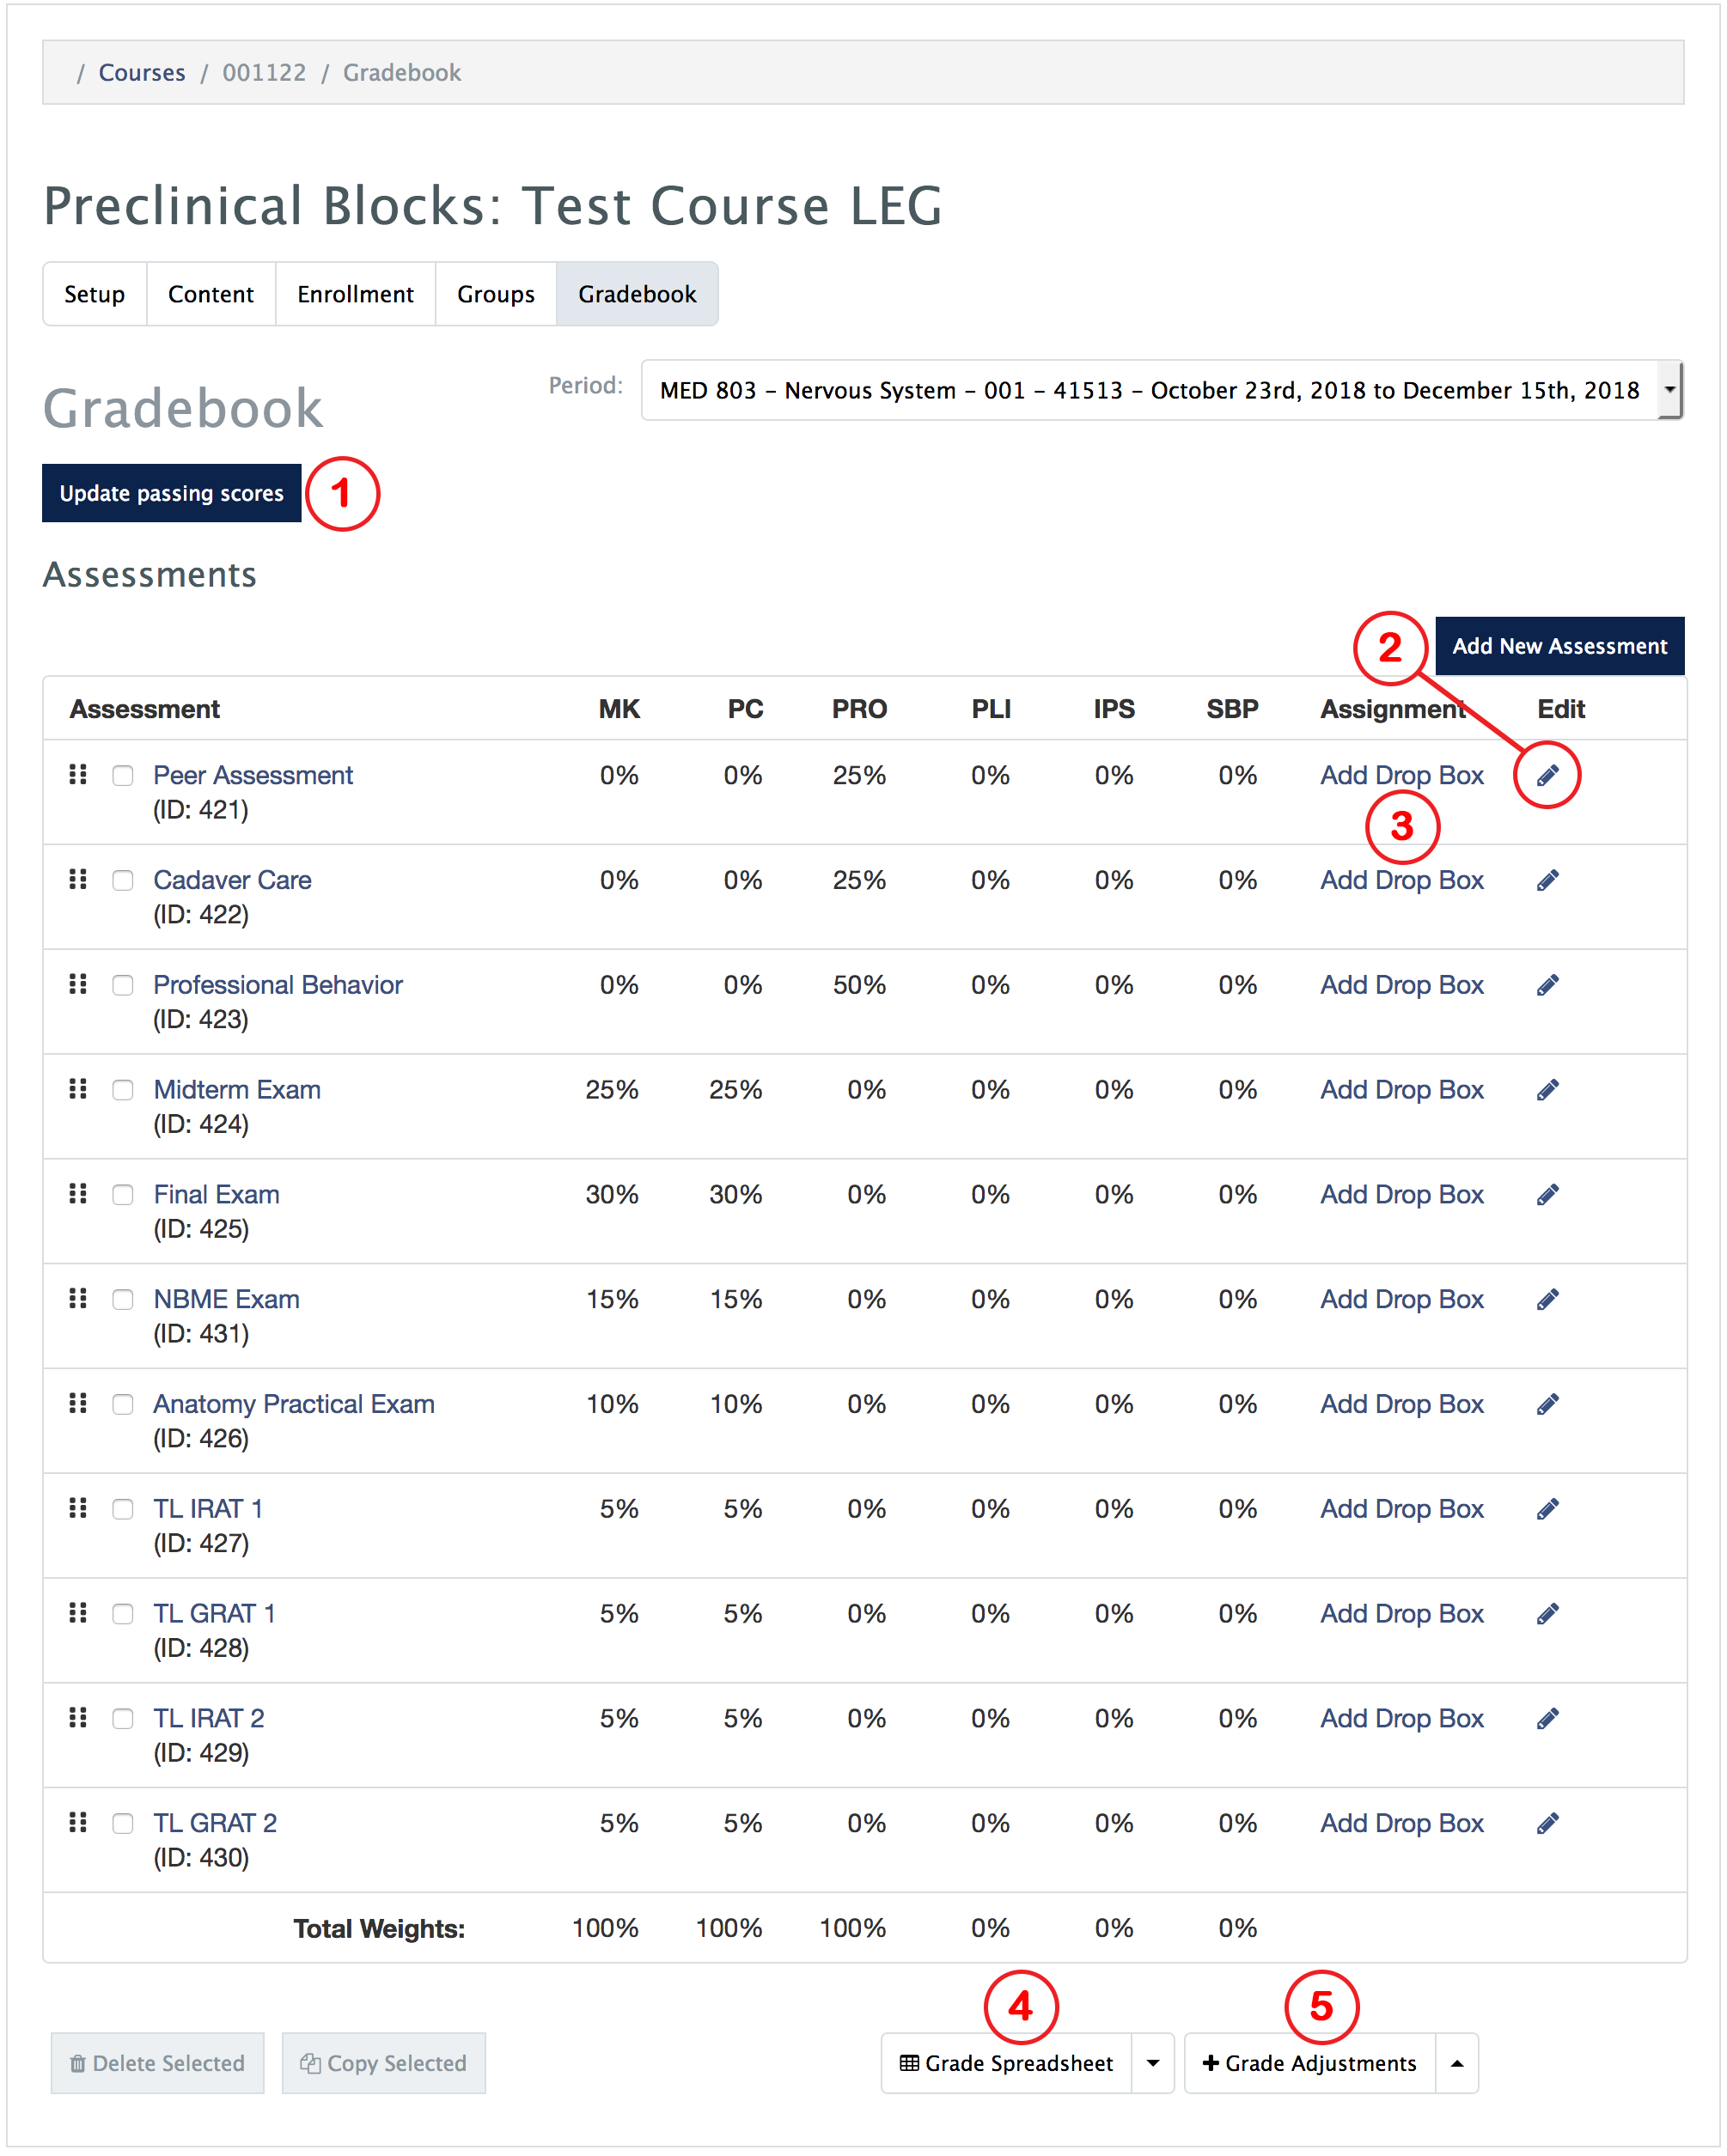 / Courses / 001122 / Gradebook
Preclinical Blocks: Test Course LEG
Setup Content Enrollment Groups Gradebook
Gradebook Period: MED 803 – Nervous System – 001 – 41513 – October 23rd, 2018 to December 15th, 2018
Update passing scores 1
Assessments
2 Add New Assessment
Assessment MK PC PRO PLI IPS SBP Assignment Edit
Peer Assessment 0% 0% 25% 0% 0% 0% Add Drop Box
(ID: 421)
3
Cadaver Care 0% 0% 25% 0% 0% 0% Add Drop Box
(ID: 422)
Professional Behavior 0% 0% 50% 0% 0% 0% Add Drop Box
(ID: 423)
Midterm Exam 25% 25% 0% 0% 0% 0% Add Drop Box
(ID: 424)
Final Exam 30% 30% 0% 0% 0% 0% Add Drop Box
(ID: 425)
NBME Exam 15% 15% 0% 0% 0% 0% Add Drop Box
(ID: 431)
Anatomy Practical Exam 10% 10% 0% 0% 0% 0% Add Drop Box
(ID: 426)
TL IRAT 1 5% 5% 0% 0% 0% 0% Add Drop Box
(ID: 427)
TL GRAT 1 5% 5% 0% 0% 0% 0% Add Drop Box
(ID: 428)
TL IRAT 2 5% 5% 0% 0% 0% 0% Add Drop Box
(ID: 429)
TL GRAT 2 5% 5% 0% 0% 0% 0% Add Drop Box
(ID: 430)
Total Weights: 100% 100% 100% 0% 0% 0%
4 5
Delete Selected Copy Selected Grade Spreadsheet Grade Adjustments